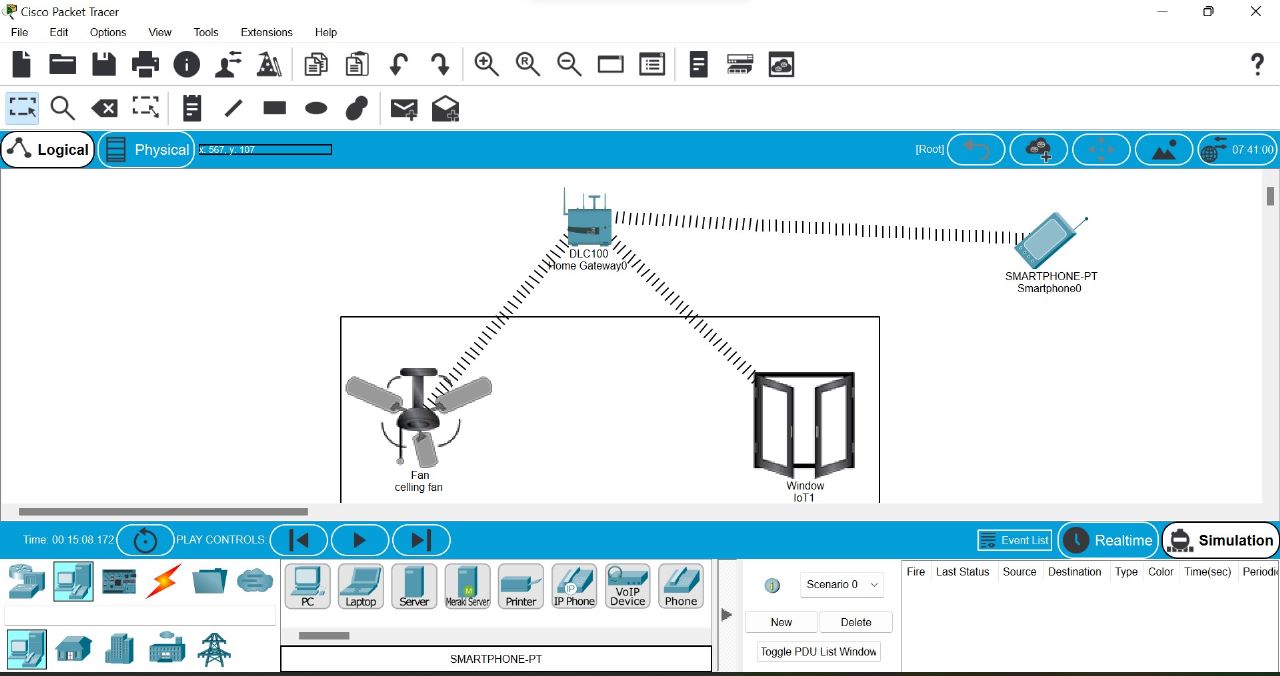 Cisco Packet Tracer
File Edit Options View Tools Extensions Help
Logical Physical x: 567, y: 107 [Root] 07:41:00
DLC100
Home Gateway0
SMARTPHONE-PT
Smartphone0
Fan
celling fan
Window
IoT1
Time: 00:15:08.172 PLAY CONTROLS: Event List Realtime Simulation
PC Laptop Server Meraki Server Printer IP Phone VoIP Device Phone
SMARTPHONE-PT
Scenario 0
New Delete
Toggle PDU List Window
Fire Last Status Source Destination Type Color Time(sec) Periodic